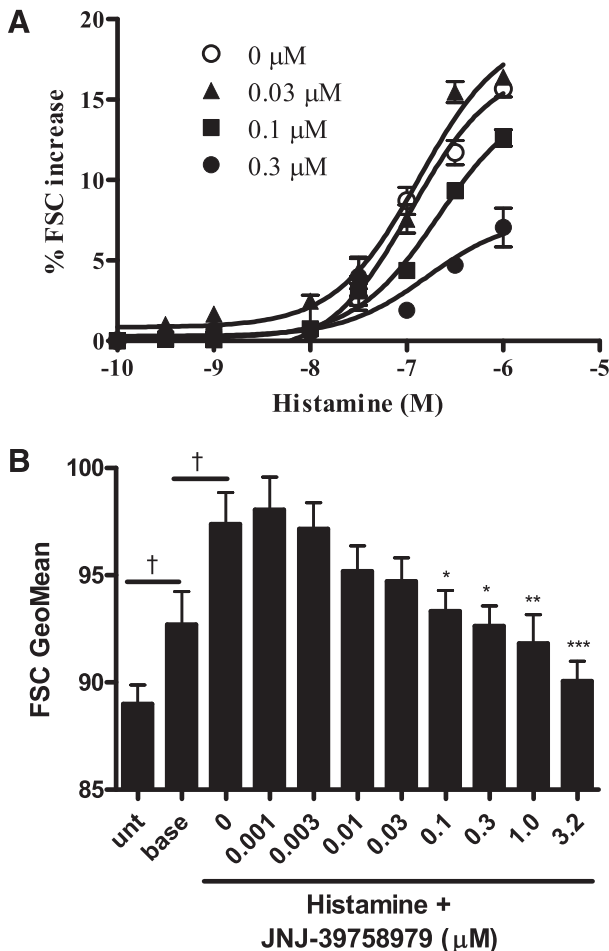 A
20
15
10
5
0
% FSC increase
0 µM
0.03 µM
0.1 µM
0.3 µM
-10 -9 -8 -7 -6 -5
Histamine (M)
B
100
95
90
85
FSC GeoMean
†
†
* * ** ***
unt base 0 0.001 0.003 0.01 0.03 0.1 0.3 1.0 3.2
Histamine +
JNJ-39758979 (µM)